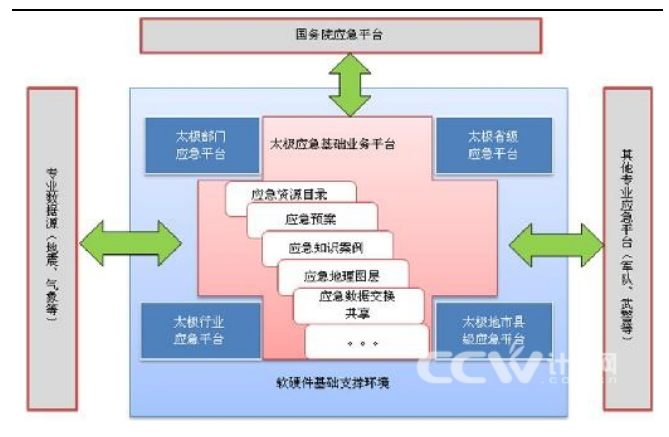 国务院应急平台
太极部门
应急平台
太极应急基础业务平台
太极省级
应急平台
专业数据源（地震、气象等）
应急资源目录
应急预案
应急知识案例
应急地理图层
应急数据交换
共享
。。。
其他专业应急平台（军队、武警等）
太极行业
应急平台
太极地市县
级应急平台
软硬件基础支撑环境
CCW